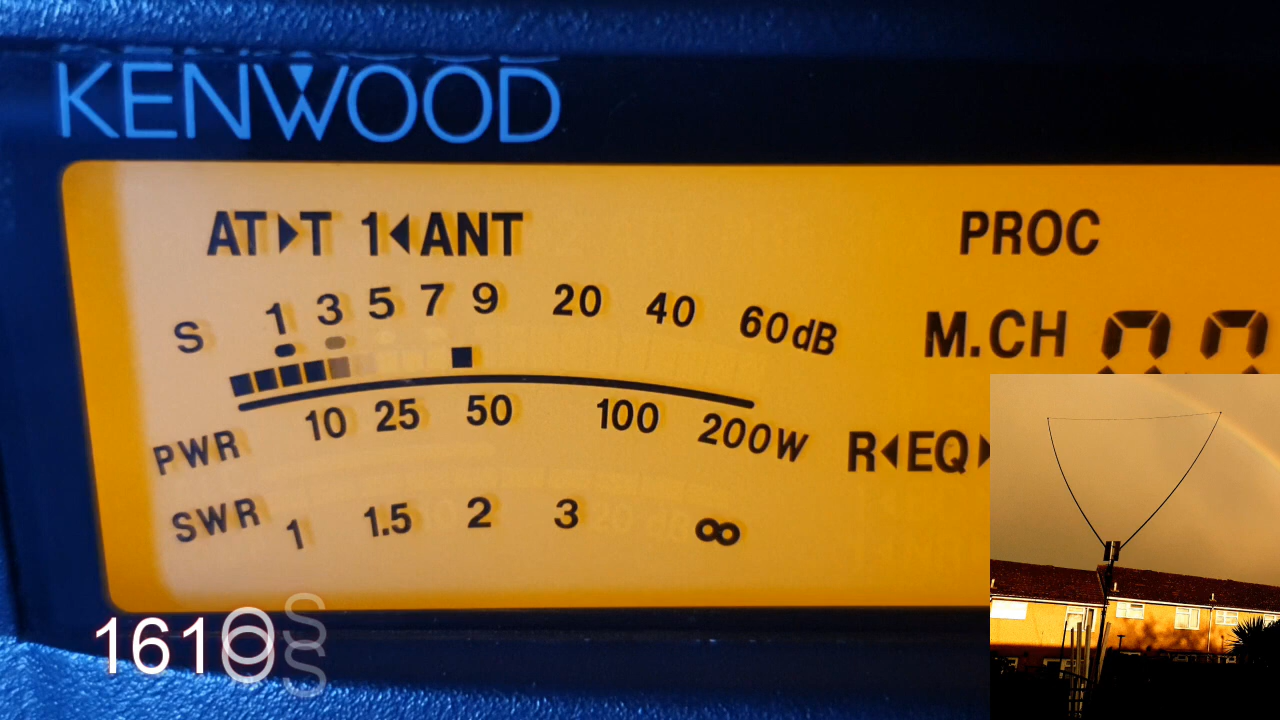 KENWOOD
AT▶T 1◀ANT PROC
S 1 3 5 7 9 20 40 60dB
M.CH
10 25 50 100 200W
PWR
R◀EQ▶
SWR 1 1.5 2 3 ∞
161